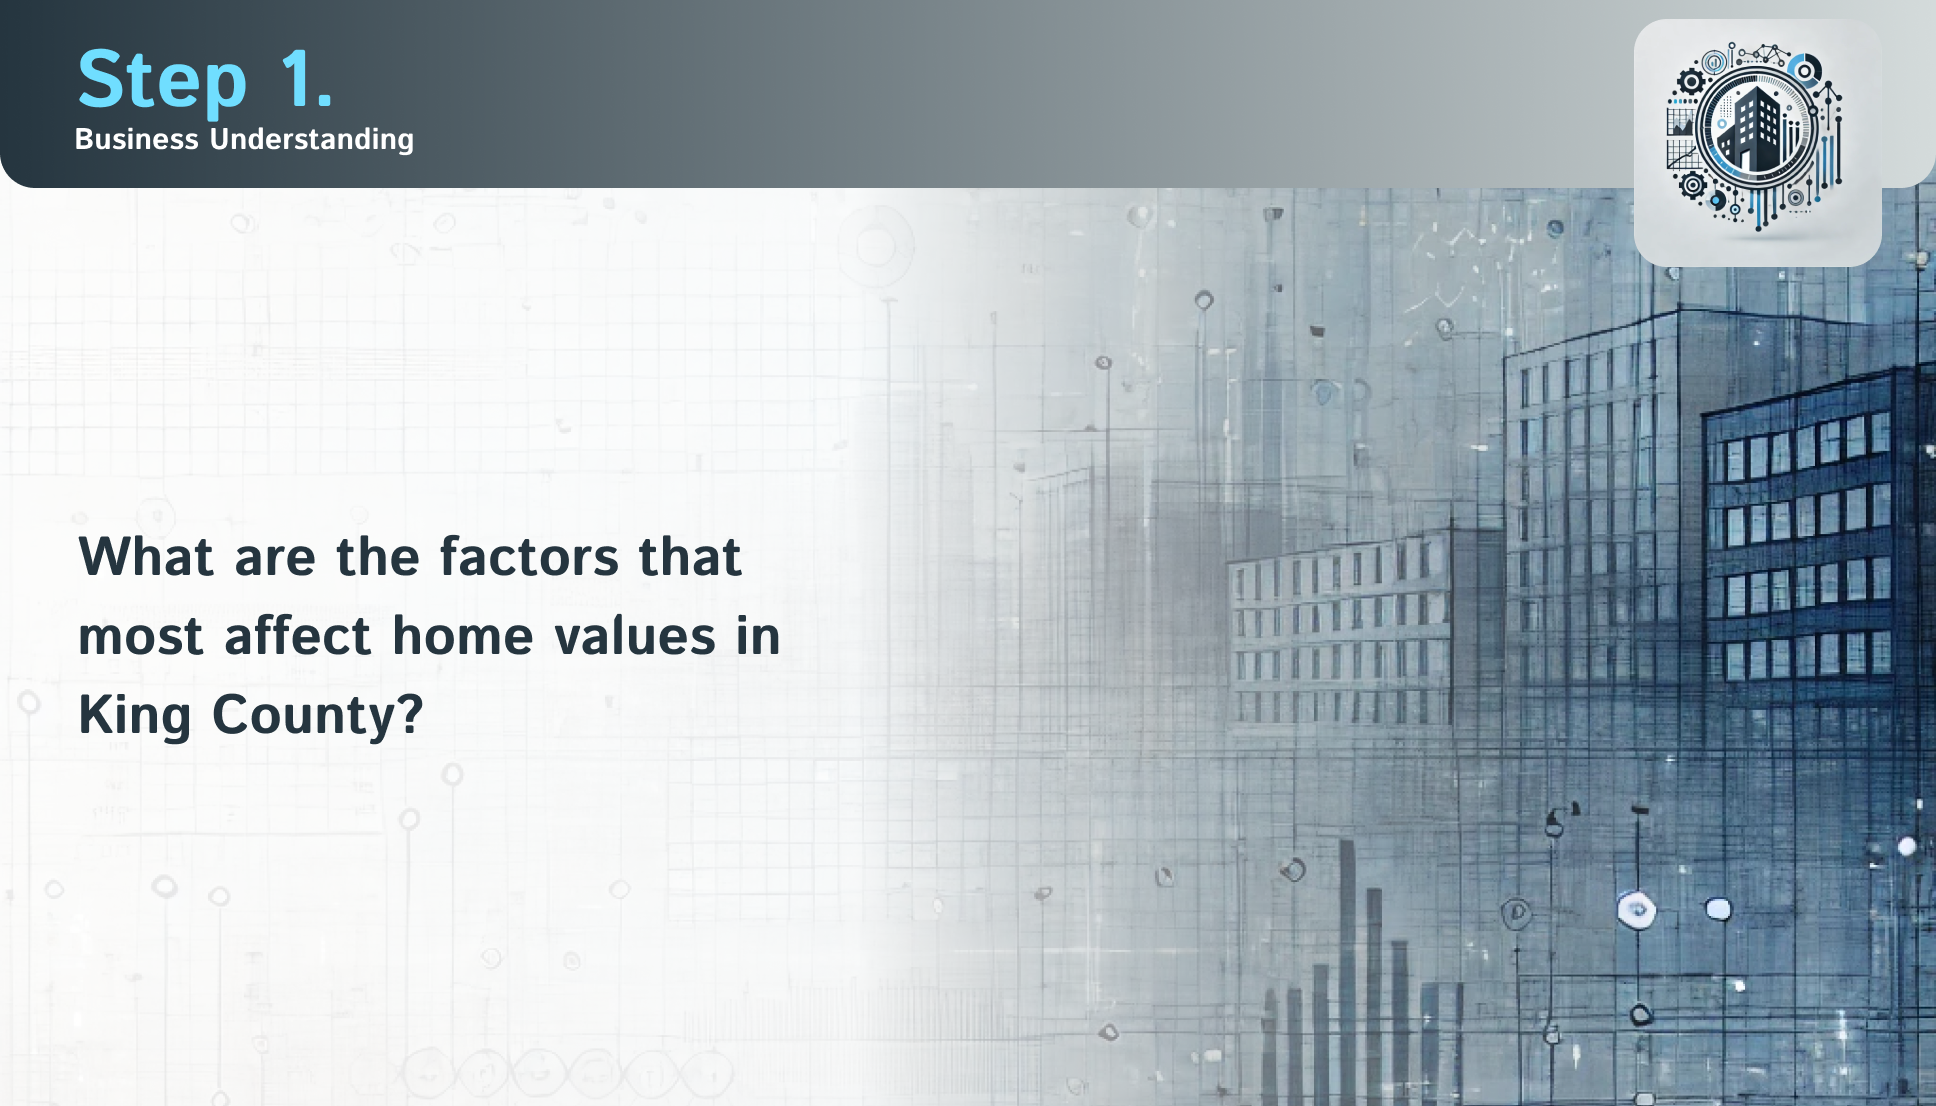 Step 1.
Business Understanding
What are the factors that
most affect home values in
King County?